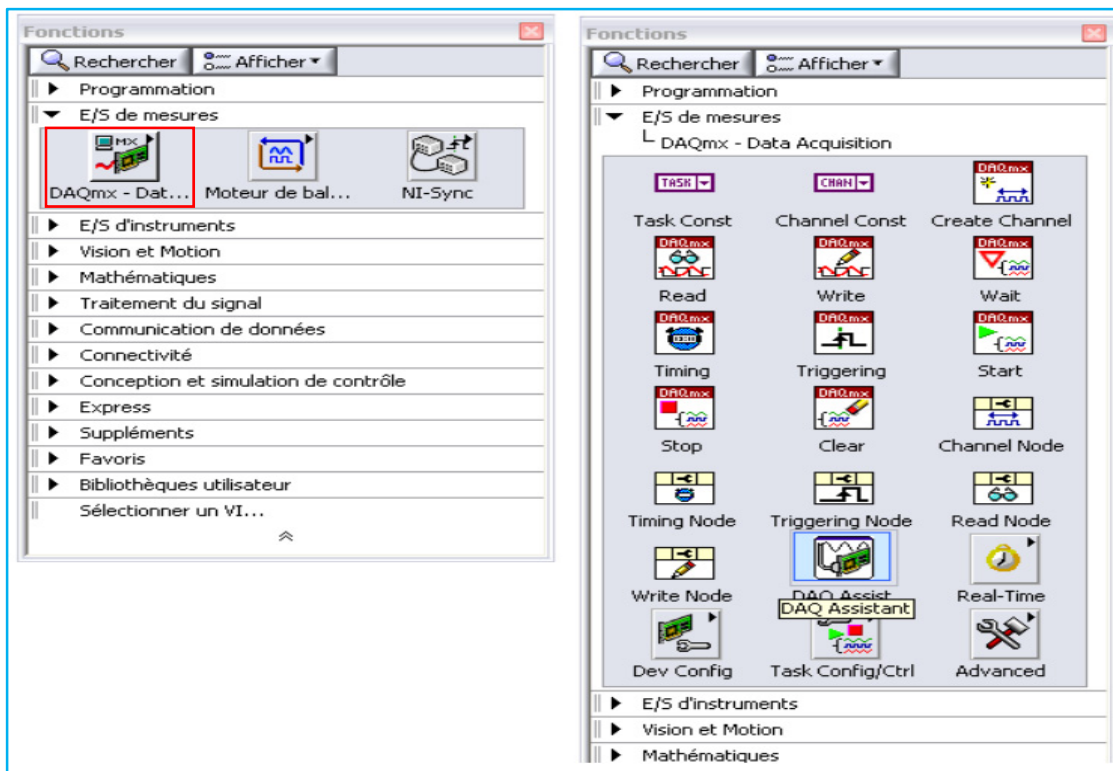 Fonctions
Rechercher Afficher
Programmation
E/S de mesures
MX
DAQmx - Dat... Moteur de bal... NI-Sync
E/S d'instruments
Vision et Motion
Mathématiques
Traitement du signal
Communication de données
Connectivité
Conception et simulation de contrôle
Express
Suppléments
Favoris
Bibliothèques utilisateur
Sélectionner un VI...
Fonctions
Rechercher Afficher
Programmation
E/S de mesures
DAQmx - Data Acquisition
TASK CHAN DAQmx
Task Const Channel Const Create Channel
DAQmx DAQmx DAQmx
Read Write Wait
DAQmx DAQmx DAQmx
Timing Triggering Start
DAQmx DAQmx
Stop Clear Channel Node
Timing Node Triggering Node Read Node
Write Node DAQ Assist Real-Time
DAQ Assistant
Dev Config Task Config/Ctrl Advanced
E/S d'instruments
Vision et Motion
Mathématiques